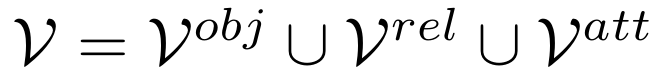 𝒱 = 𝒱^{obj} ∪ 𝒱^{rel} ∪ 𝒱^{att}